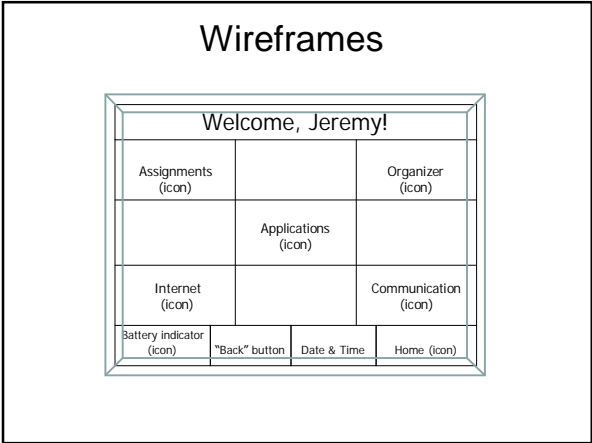 Wireframes
Welcome, Jeremy!
Assignments
(icon)
Organizer
(icon)
Applications
(icon)
Internet
(icon)
Communication
(icon)
Battery indicator
(icon)
"Back" button
Date & Time
Home (icon)